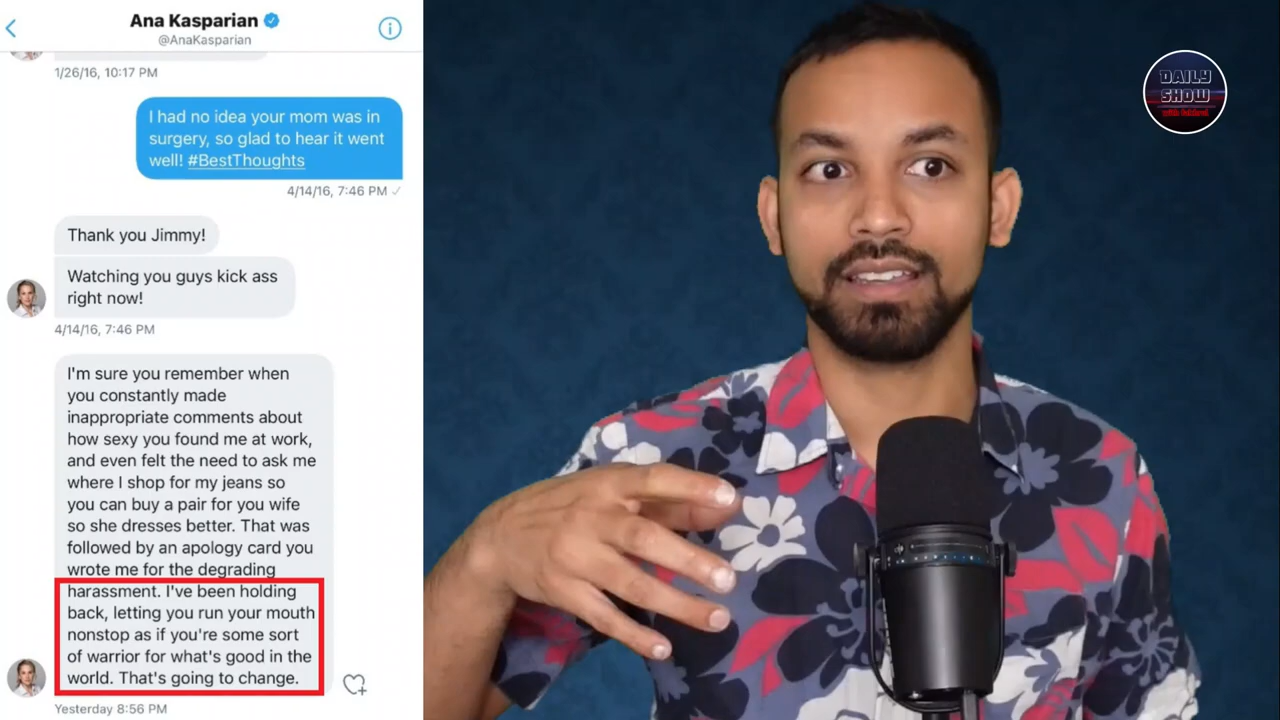 Ana Kasparian
@AnaKasparian
1/26/16, 10:17 PM
I had no idea your mom was in
surgery, so glad to hear it went
well! #BestThoughts
4/14/16, 7:46 PM
Thank you Jimmy!
Watching you guys kick ass
right now!
4/14/16, 7:46 PM
I'm sure you remember when
you constantly made
inappropriate comments about
how sexy you found me at work,
and even felt the need to ask me
where I shop for my jeans so
you can buy a pair for you wife
so she dresses better. That was
followed by an apology card you
wrote me for the degrading
harassment. I've been holding
back, letting you run your mouth
nonstop as if you're some sort
of warrior for what's good in the
world. That's going to change.
Yesterday 8:56 PM
DAILY
SHOW